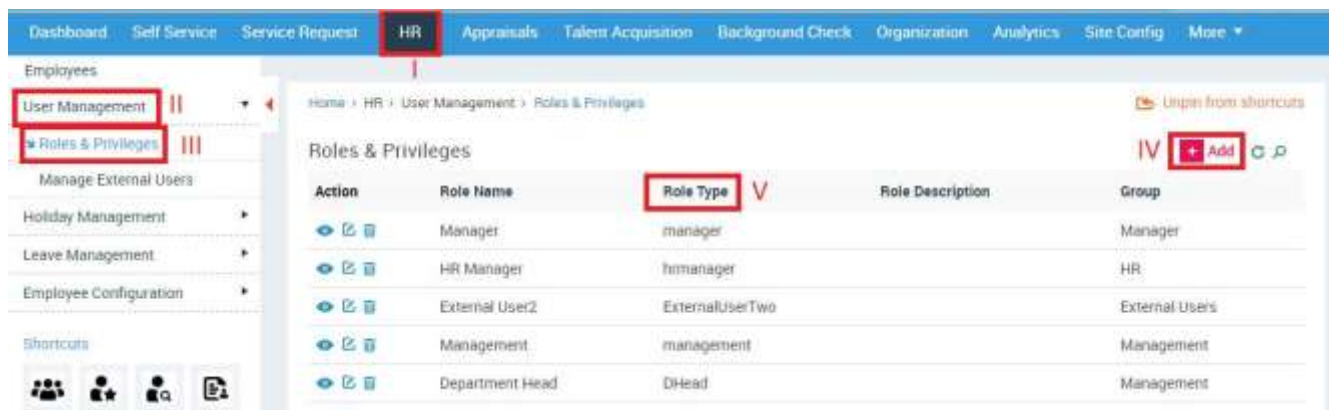 Dashboard Self Service Service Request HR Appraisals Talent Acquisition Background Check Organization Analytics Site Config More
I
Employees
User Management II
Home > HR > User Management > Roles & Privileges Unpin from shortcuts
Roles & Privileges III
Roles & Privileges IV + Add
Manage External Users
Action Role Name Role Type V Role Description Group
Holiday Management
Manager manager Manager
Leave Management
HR Manager hrmanager HR
Employee Configuration
External User2 ExternalUserTwo External Users
Shortcuts
Management management Management
Department Head DHead Management